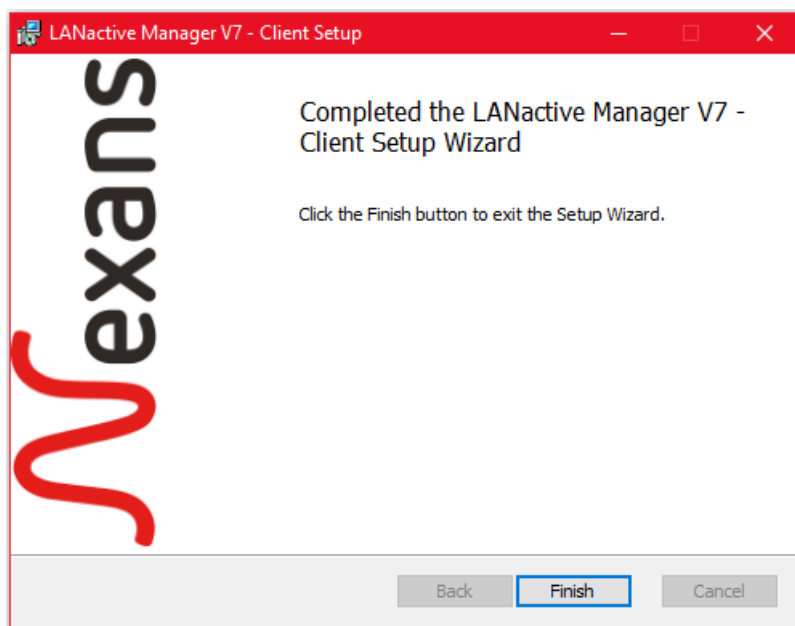 LANactive Manager V7 - Client Setup
Nexans
Completed the LANactive Manager V7 -
Client Setup Wizard
Click the Finish button to exit the Setup Wizard.
Back
Finish
Cancel